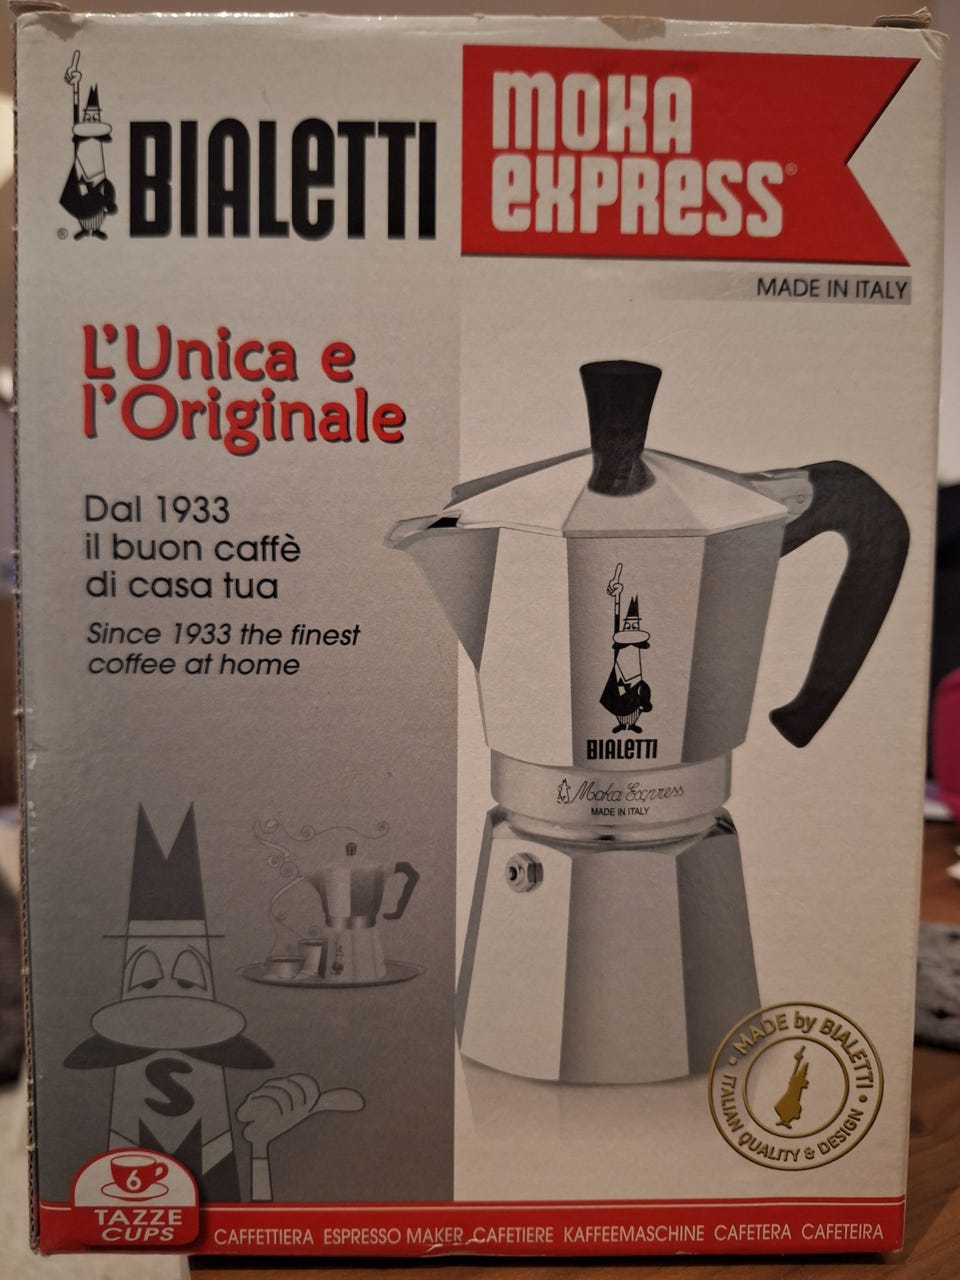 BIALETTI
®
MOKA
EXPRESS®
MADE IN ITALY
L'Unica e
l'Originale
Dal 1933
il buon caffè
di casa tua
Since 1933 the finest
coffee at home
BIALETTI
Moka Express
MADE IN ITALY
S
M
• MADE by BIALETTI •
ITALIAN QUALITY & DESIGN
6
TAZZE
CUPS
CAFFETTIERA ESPRESSO MAKER CAFETIERE KAFFEEMASCHINE CAFETERA CAFETEIRA